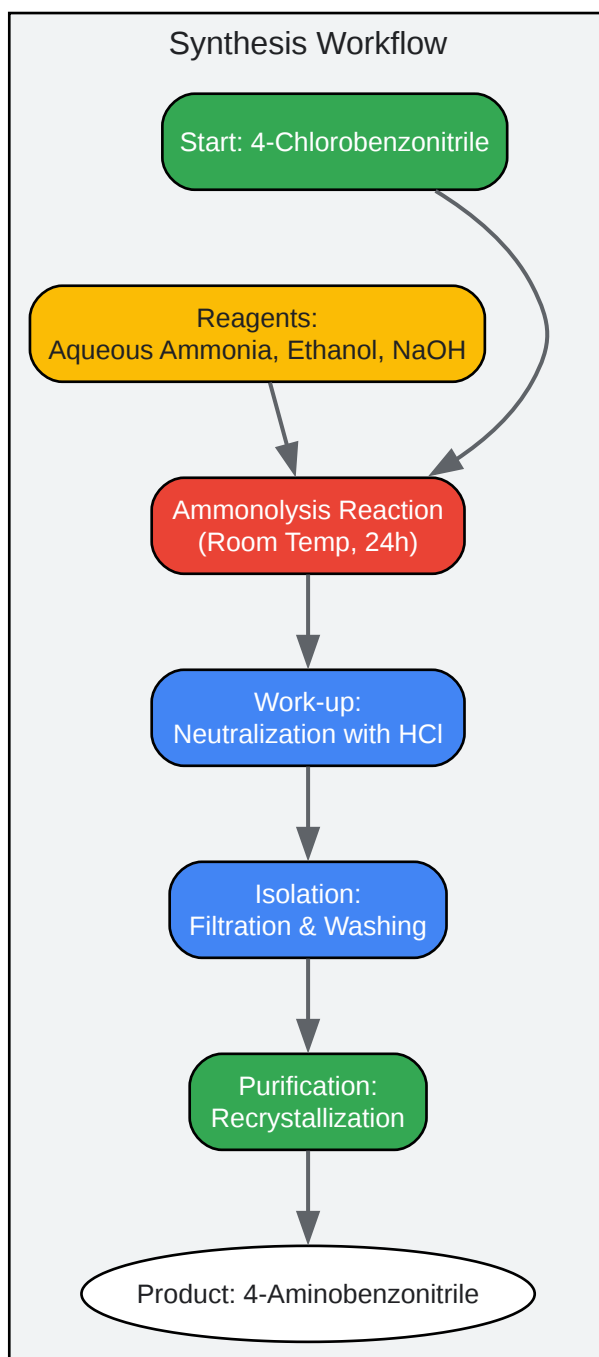 Synthesis Workflow
Start: 4-Chlorobenzonitrile
Reagents:
Aqueous Ammonia, Ethanol, NaOH
Ammonolysis Reaction
(Room Temp, 24h)
Work-up:
Neutralization with HCl
Isolation:
Filtration & Washing
Purification:
Recrystallization
Product: 4-Aminobenzonitrile